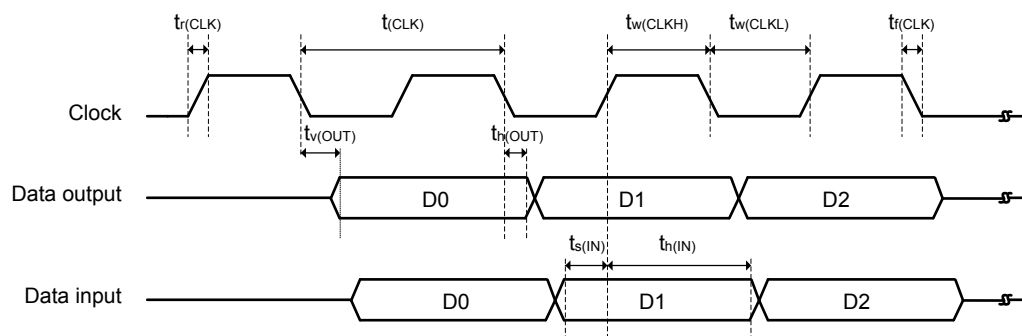 tr(CLK) t(CLK) tw(CLKH) tw(CLKL) tf(CLK)
Clock
tv(OUT) th(OUT)
Data output D0 D1 D2
ts(IN) th(IN)
Data input D0 D1 D2